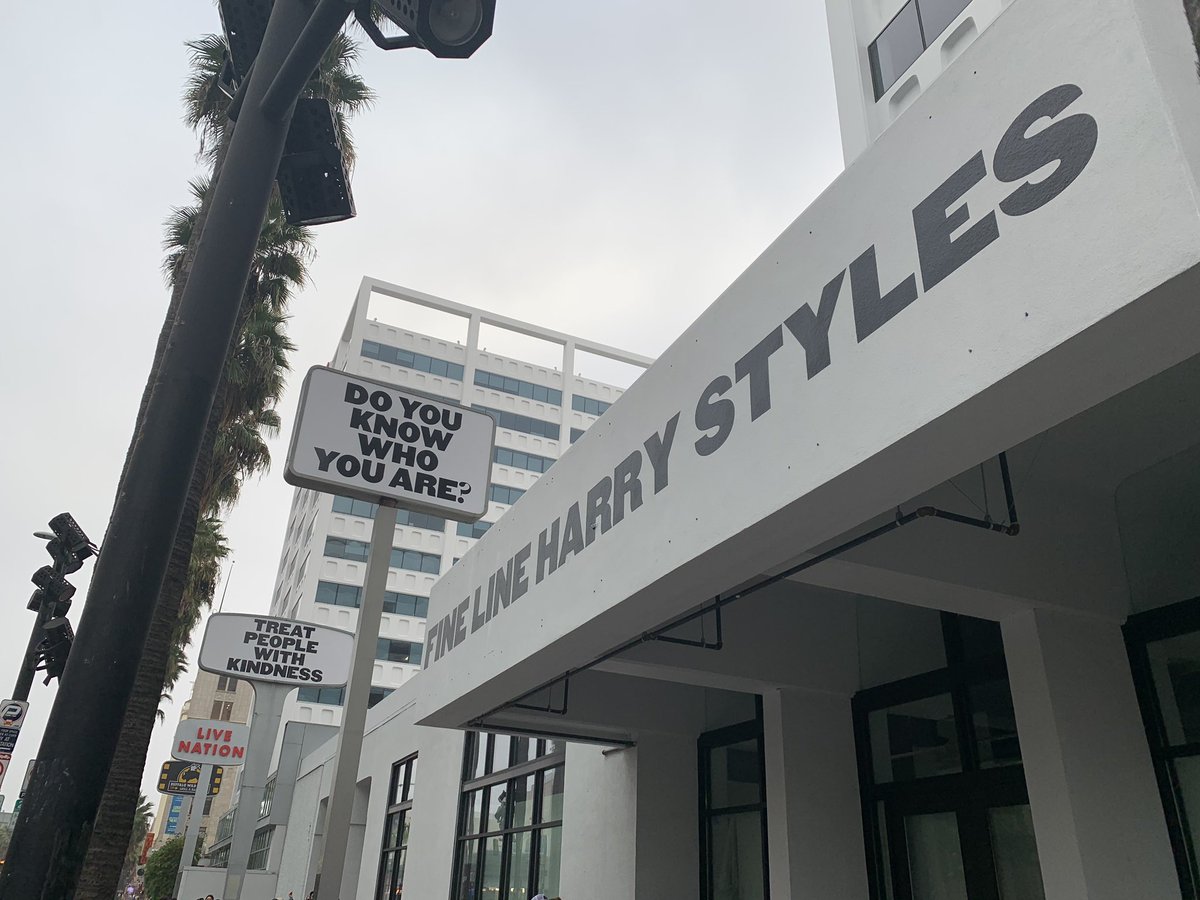 FINE LINE HARRY STYLES
DO YOU
KNOW
WHO
YOU ARE?
TREAT
PEOPLE
WITH
KINDNESS
LIVE
NATION